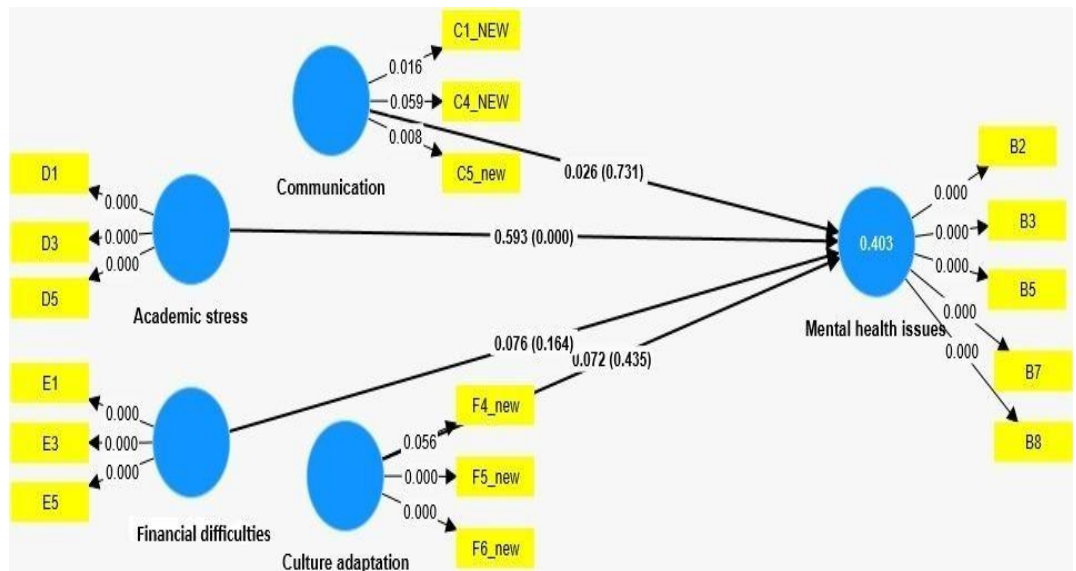 C1_NEW
0.016
C4_NEW
0.059
0.008
C5_new
Communication
0.026 (0.731)
B2
0.000
B3
0.000
0.403
0.000
B5
0.000
B7
0.000
B8
Mental health issues
D1
0.000
D3
0.000
0.000
D5
Academic stress
0.593 (0.000)
0.076 (0.164)
0.072 (0.435)
E1
0.000
E3
0.000
0.000
E5
Financial difficulties
F4_new
0.056
F5_new
0.000
0.000
F6_new
Culture adaptation